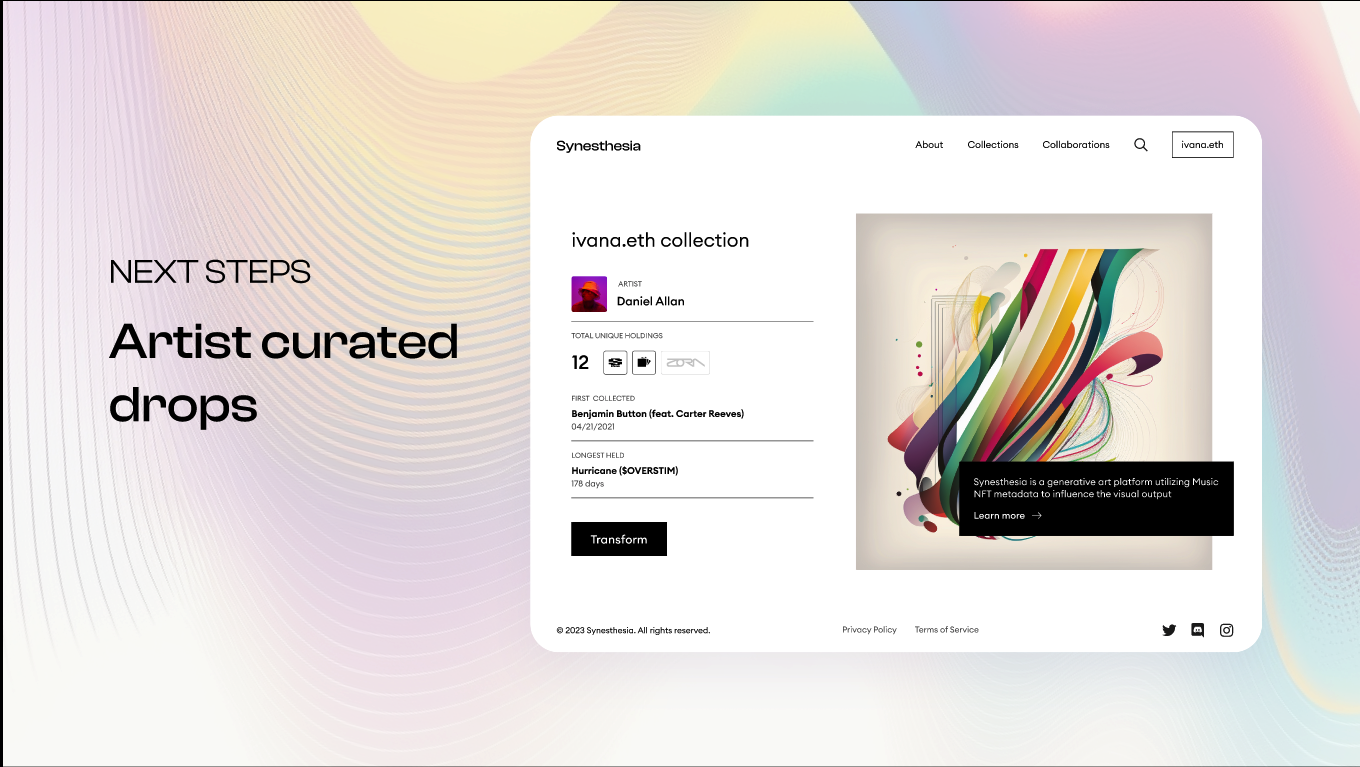 NEXT STEPS
Artist curated
drops
Synesthesia
About
Collections
Collaborations
ivana.eth
ivana.eth collection
ARTIST
Daniel Allan
TOTAL UNIQUE HOLDINGS
12
ZORA
FIRST COLLECTED
Benjamin Button (feat. Carter Reeves)
04/21/2021
LONGEST HELD
Hurricane ($OVERSTIM)
178 days
Transform
Synesthesia is a generative art platform utilizing Music
NFT metadata to influence the visual output
Learn more →
© 2023 Synesthesia. All rights reserved.
Privacy Policy
Terms of Service